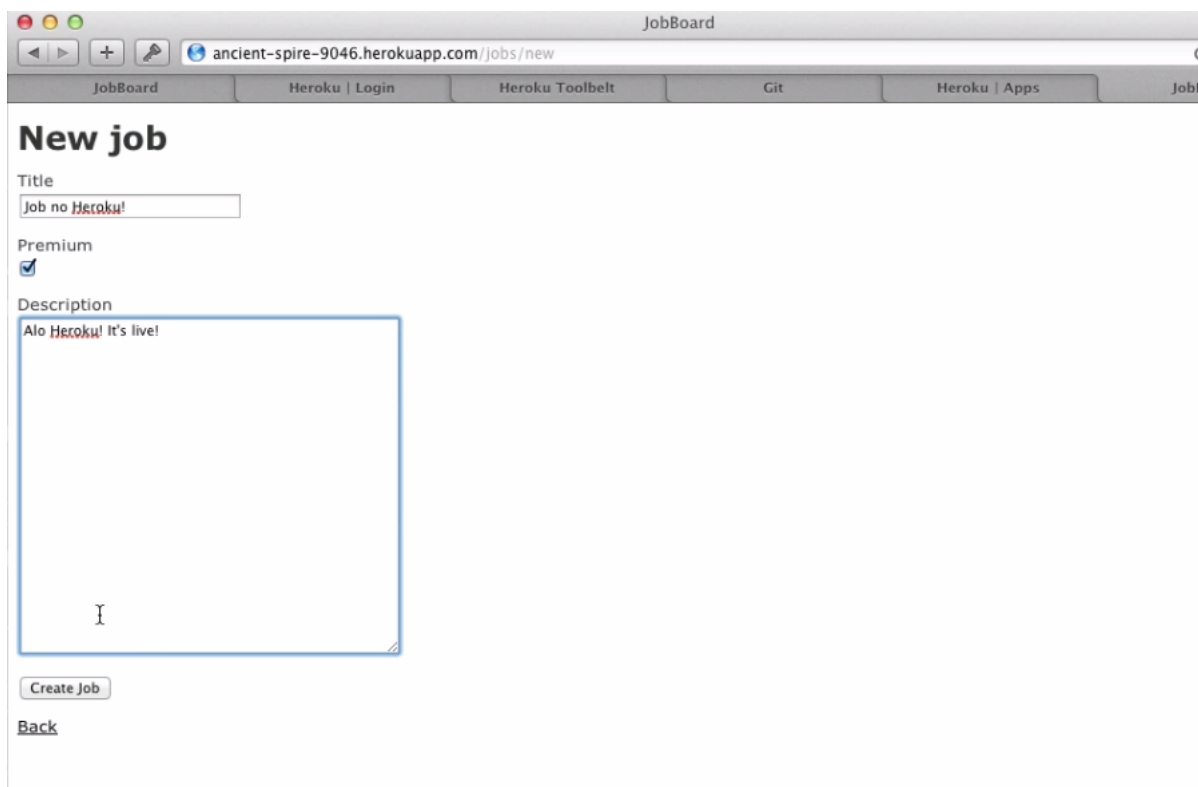 JobBoard
ancient-spire-9046.herokuapp.com/jobs/new
JobBoard Heroku | Login Heroku Toolbelt Git Heroku | Apps
New job
Title
Job no Heroku!
Premium
Description
Alo Heroku! It's live!
Create Job
Back